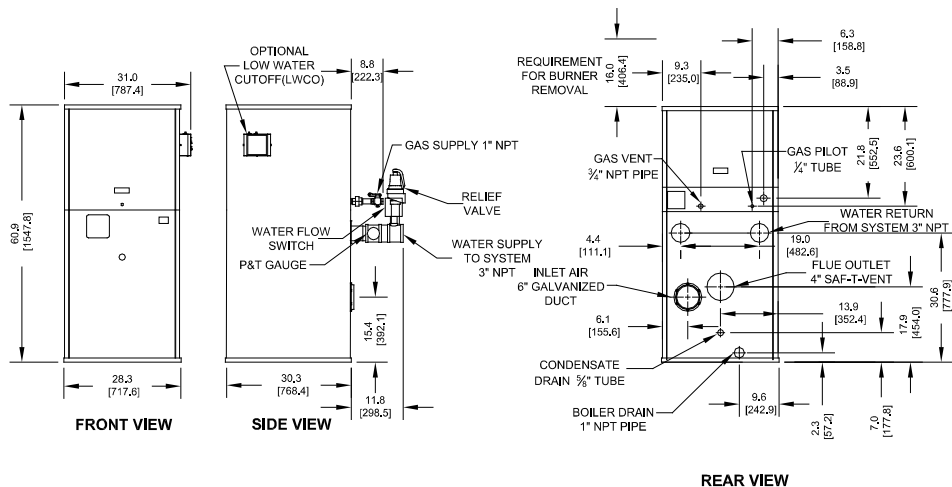 31.0
[787.4]
60.9
[1547.8]
28.3
[717.6]
FRONT VIEW
OPTIONAL
LOW WATER
CUTOFF(LWCO)
8.8
[222.3]
GAS SUPPLY 1" NPT
RELIEF
VALVE
WATER FLOW
SWITCH
P&T GAUGE
WATER SUPPLY
TO SYSTEM
3" NPT
15.4
[392.1]
30.3
[768.4]
11.8
[298.5]
SIDE VIEW
REQUIREMENT
FOR BURNER
REMOVAL
16.0
[406.4]
9.3
[235.0]
6.3
[158.8]
3.5
[88.9]
21.8
[552.5]
23.6
[600.1]
GAS VENT
¾" NPT PIPE
GAS PILOT
¼" TUBE
WATER RETURN
FROM SYSTEM 3" NPT
4.4
[111.1]
19.0
[482.6]
INLET AIR
6" GALVANIZED
DUCT
FLUE OUTLET
4" SAF-T-VENT
6.1
[155.6]
13.9
[352.4]
17.9
[454.0]
30.6
[777.9]
CONDENSATE
DRAIN ⅝" TUBE
BOILER DRAIN
1" NPT PIPE
9.6
[242.9]
2.3
[57.2]
7.0
[177.8]
REAR VIEW